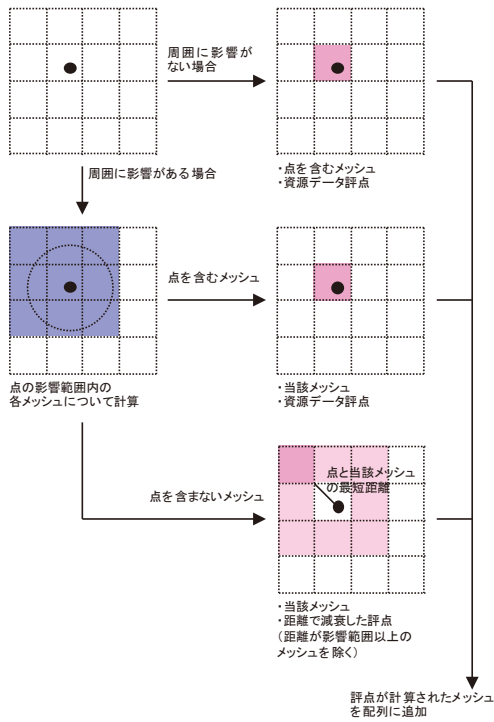 周囲に影響が
ない場合
・点を含むメッシュ
・資源データ評点
周囲に影響がある場合
点を含むメッシュ
点の影響範囲内の
各メッシュについて計算
・当該メッシュ
・資源データ評点
点を含まないメッシュ
点と当該メッシュ
の最短距離
・当該メッシュ
・距離で減衰した評点
（距離が影響範囲以上の
メッシュを除く）
評点が計算されたメッシュ
を配列に追加